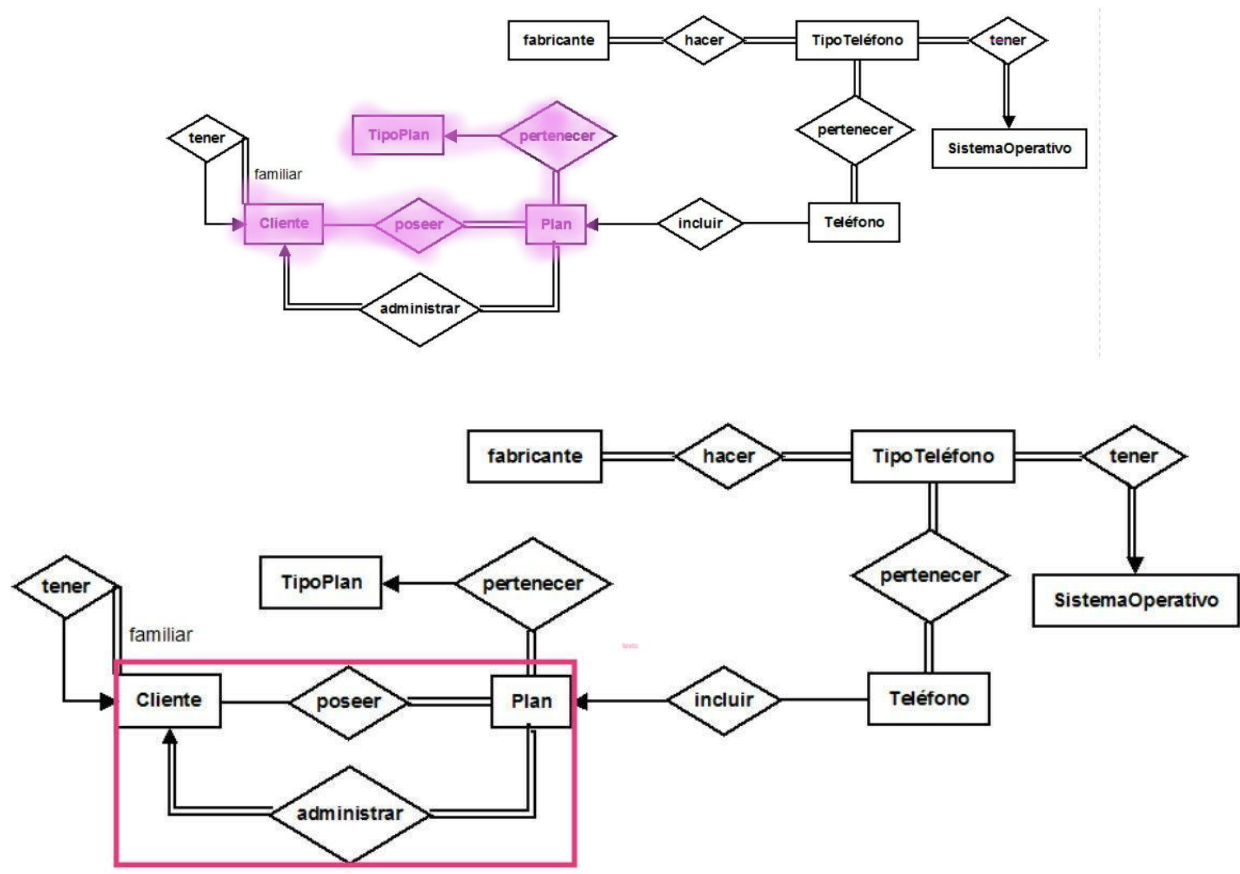 fabricante
hacer
TipoTeléfono
tener
tener
TipoPlan
pertenecer
pertenecer
SistemaOperativo
familiar
Cliente
poseer
Plan
incluir
Teléfono
administrar
fabricante
hacer
TipoTeléfono
tener
tener
TipoPlan
pertenecer
pertenecer
SistemaOperativo
familiar
texto
Cliente
poseer
Plan
incluir
Teléfono
administrar